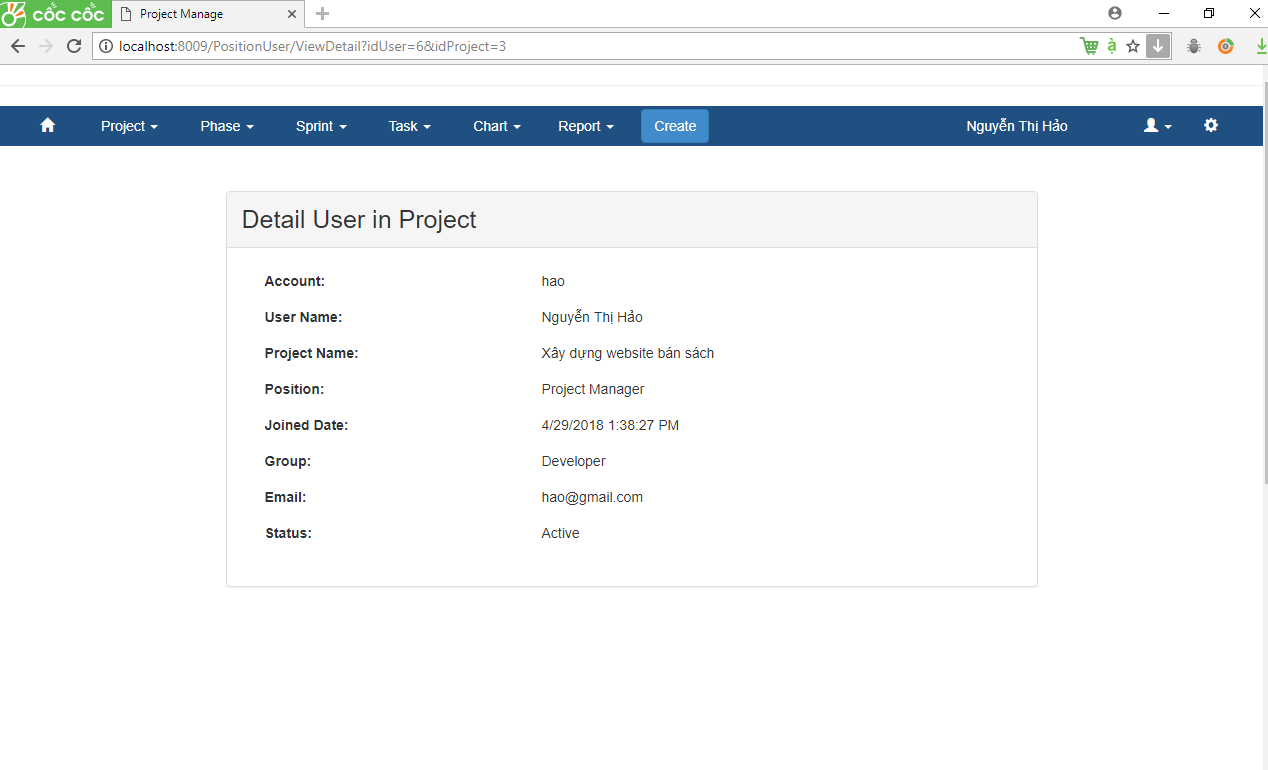 cốc cốc Project Manage
localhost:8009/PositionUser/ViewDetail?idUser=6&idProject=3
à
Project Phase Sprint Task Chart Report Create Nguyễn Thị Hảo
Detail User in Project
Account: hao
User Name: Nguyễn Thị Hảo
Project Name: Xây dựng website bán sách
Position: Project Manager
Joined Date: 4/29/2018 1:38:27 PM
Group: Developer
Email: hao@gmail.com
Status: Active